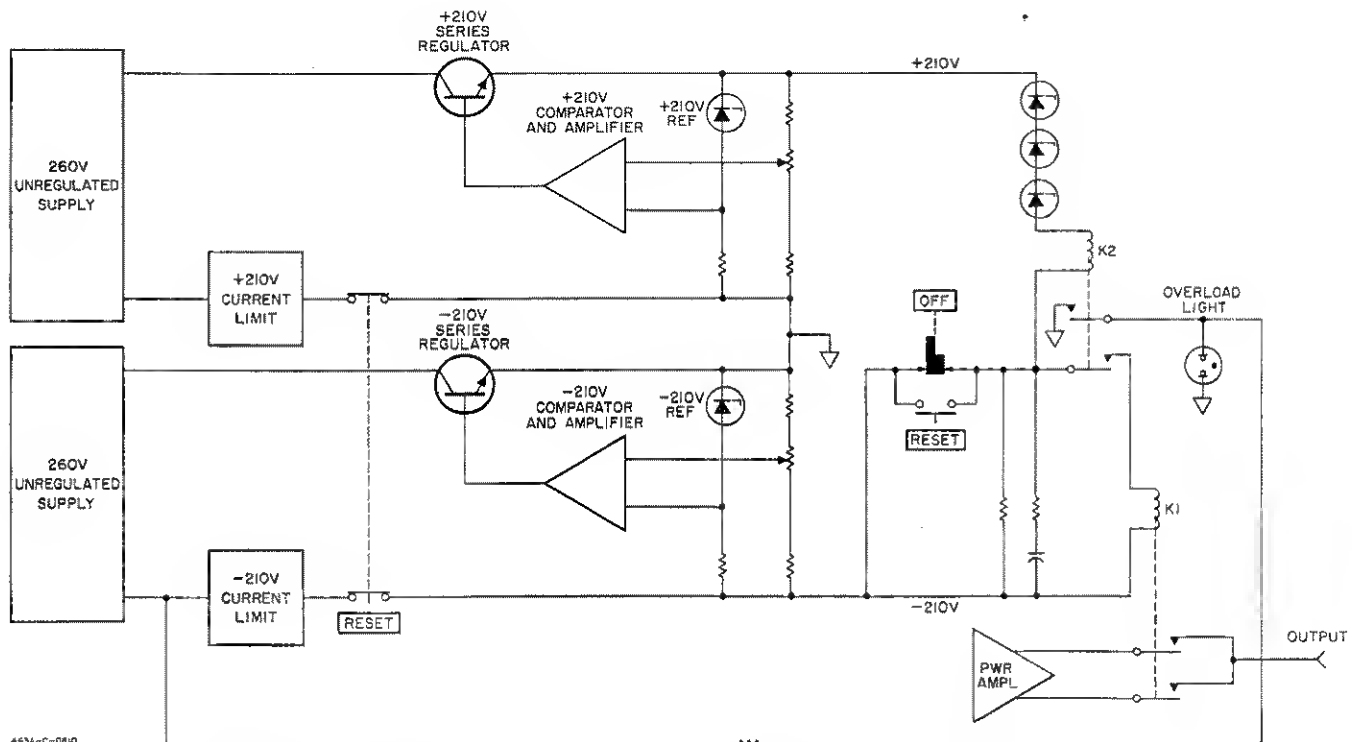 +210V
SERIES
REGULATOR
+210V
+210V
COMPARATOR
AND AMPLIFIER
+210V
REF
260V
UNREGULATED
SUPPLY
K2
+210V
CURRENT
LIMIT
OFF
OVERLOAD
LIGHT
-210V
SERIES
REGULATOR
-210V
COMPARATOR
AND AMPLIFIER
-210V
REF
RESET
260V
UNREGULATED
SUPPLY
K1
-210V
CURRENT
LIMIT
RESET
-210V
PWR
AMPL
OUTPUT